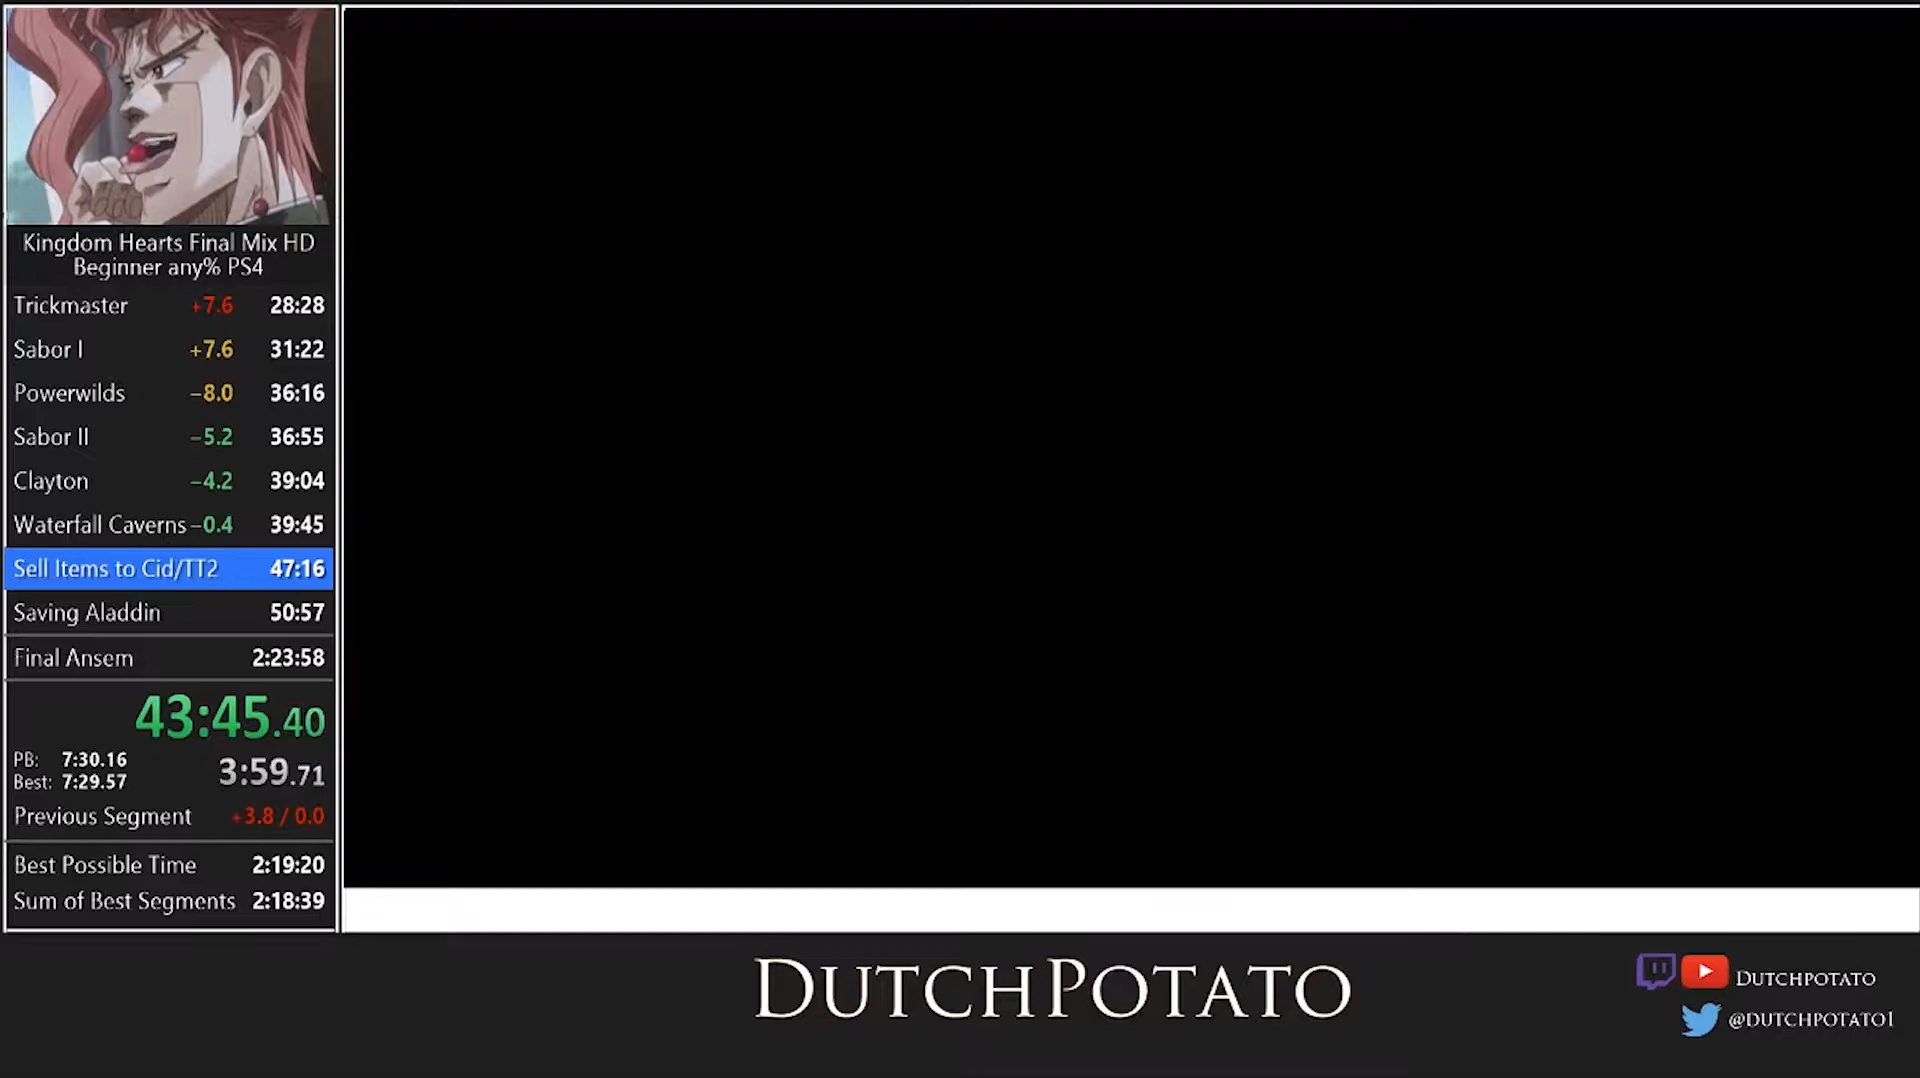 Kingdom Hearts Final Mix HD
Beginner any% PS4
Trickmaster +7.6 28:28
Sabor I +7.6 31:22
Powerwilds −8.0 36:16
Sabor II −5.2 36:55
Clayton −4.2 39:04
Waterfall Caverns −0.4 39:45
Sell Items to Cid/TT2 47:16
Saving Aladdin 50:57
Final Ansem 2:23:58
43:45.40
PB: 7:30.16
Best: 7:29.57
3:59.71
Previous Segment +3.8 / 0.0
Best Possible Time 2:19:20
Sum of Best Segments 2:18:39
DUTCHPOTATO
DUTCHPOTATO
@DUTCHPOTATO1